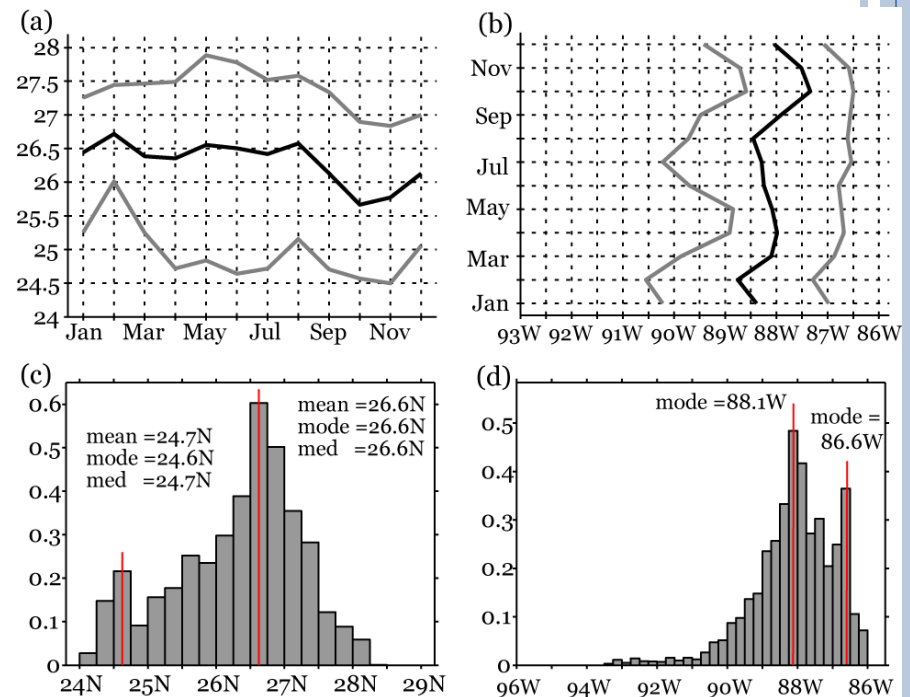 (a)
28
27.5
27
26.5
26
25.5
25
24.5
24
Jan Mar May Jul Sep Nov
(b)
Nov
Sep
Jul
May
Mar
Jan
93W 92W 91W 90W 89W 88W 87W 86W
(c)
0.6
0.5
0.4
0.3
0.2
0.1
0
mean =24.7N
mode =24.6N
med =24.7N
mean =26.6N
mode =26.6N
med =26.6N
24N 25N 26N 27N 28N 29N
(d)
0.5
0.4
0.3
0.2
0.1
0
mode =88.1W
mode =
86.6W
96W 94W 92W 90W 88W 86W